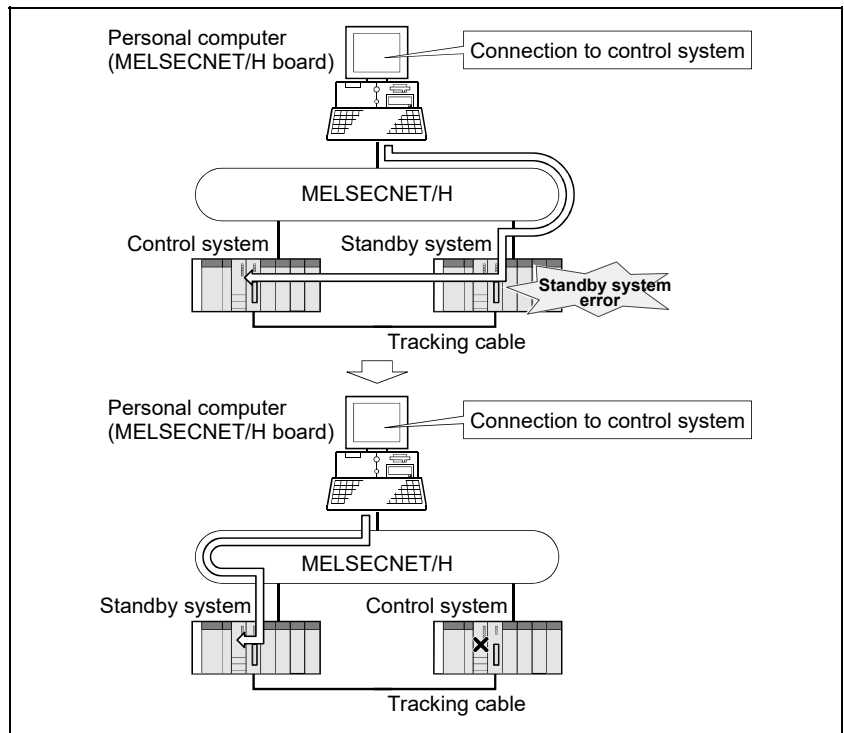 Personal computer
(MELSECNET/H board)
Connection to control system
MELSECNET/H
Control system
Standby system
Standby system
error
Tracking cable
Personal computer
(MELSECNET/H board)
Connection to control system
MELSECNET/H
Standby system
Control system
Tracking cable